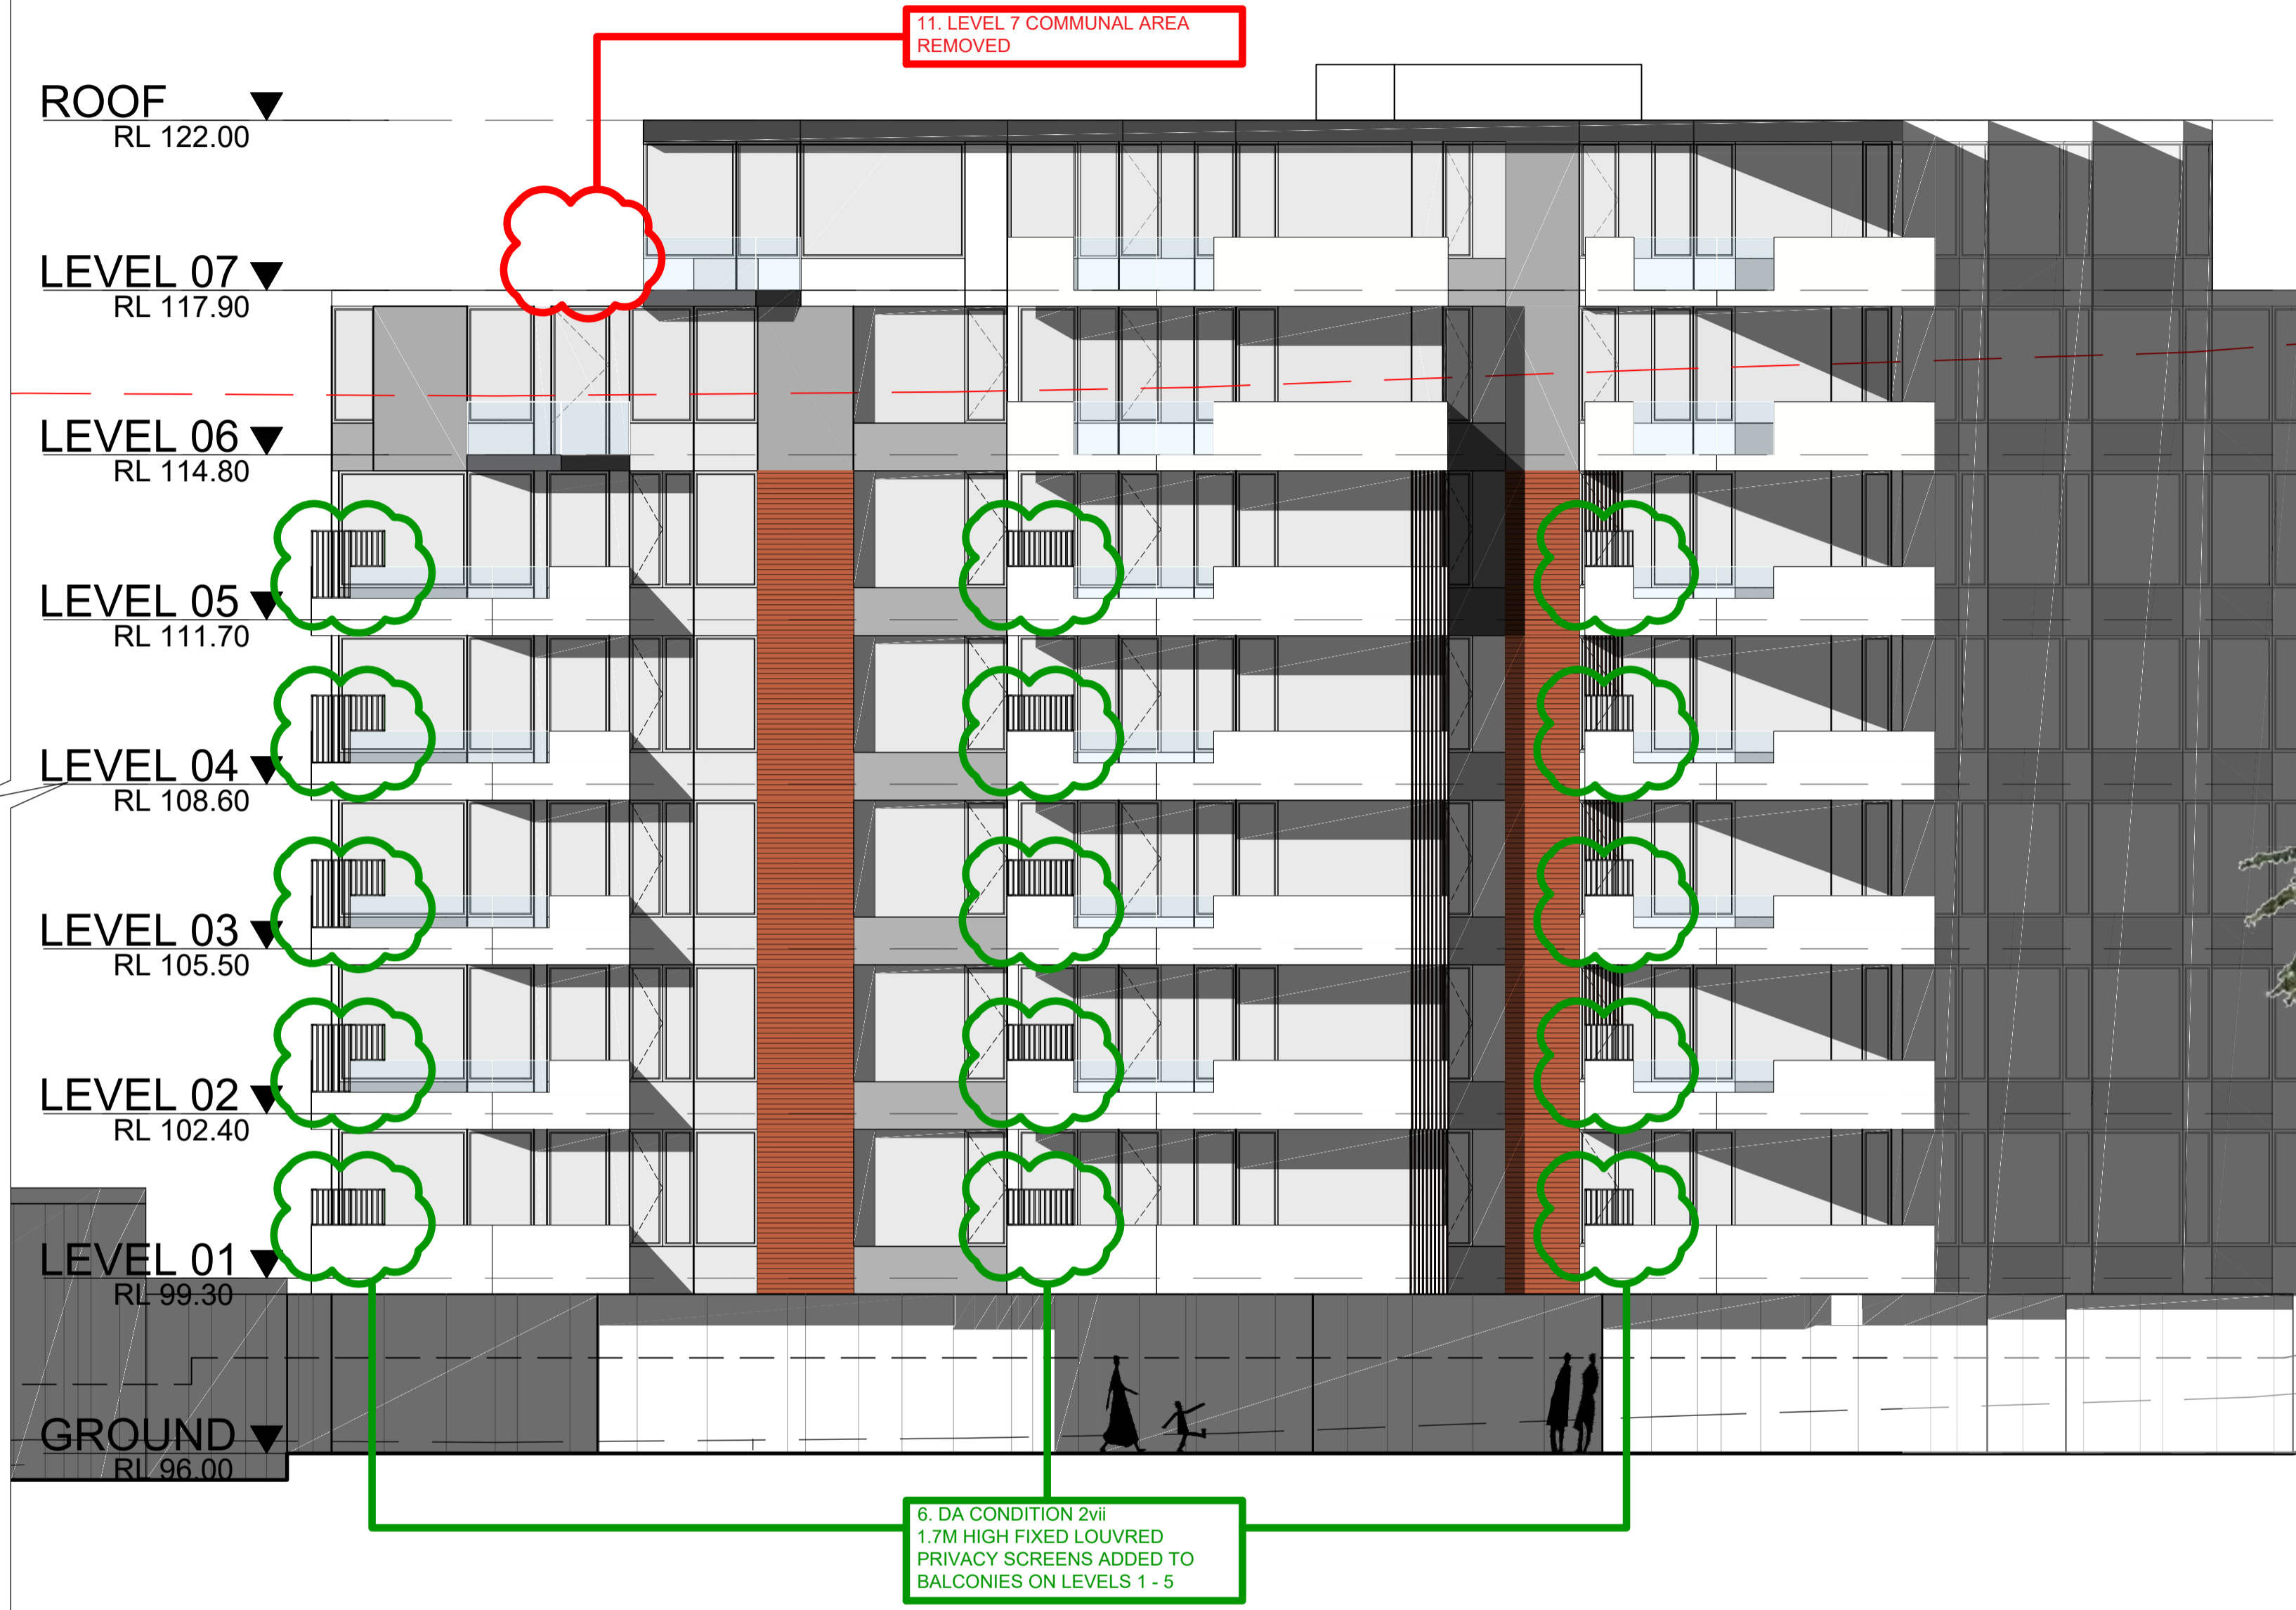 11. LEVEL 7 COMMUNAL AREA
REMOVED
ROOF
RL 122.00
LEVEL 07
RL 117.90
LEVEL 06
RL 114.80
LEVEL 05
RL 111.70
LEVEL 04
RL 108.60
LEVEL 03
RL 105.50
LEVEL 02
RL 102.40
LEVEL 01
RL 99.30
GROUND
RL 96.00
6. DA CONDITION 2vii
1.7M HIGH FIXED LOUVRED
PRIVACY SCREENS ADDED TO
BALCONIES ON LEVELS 1 - 5